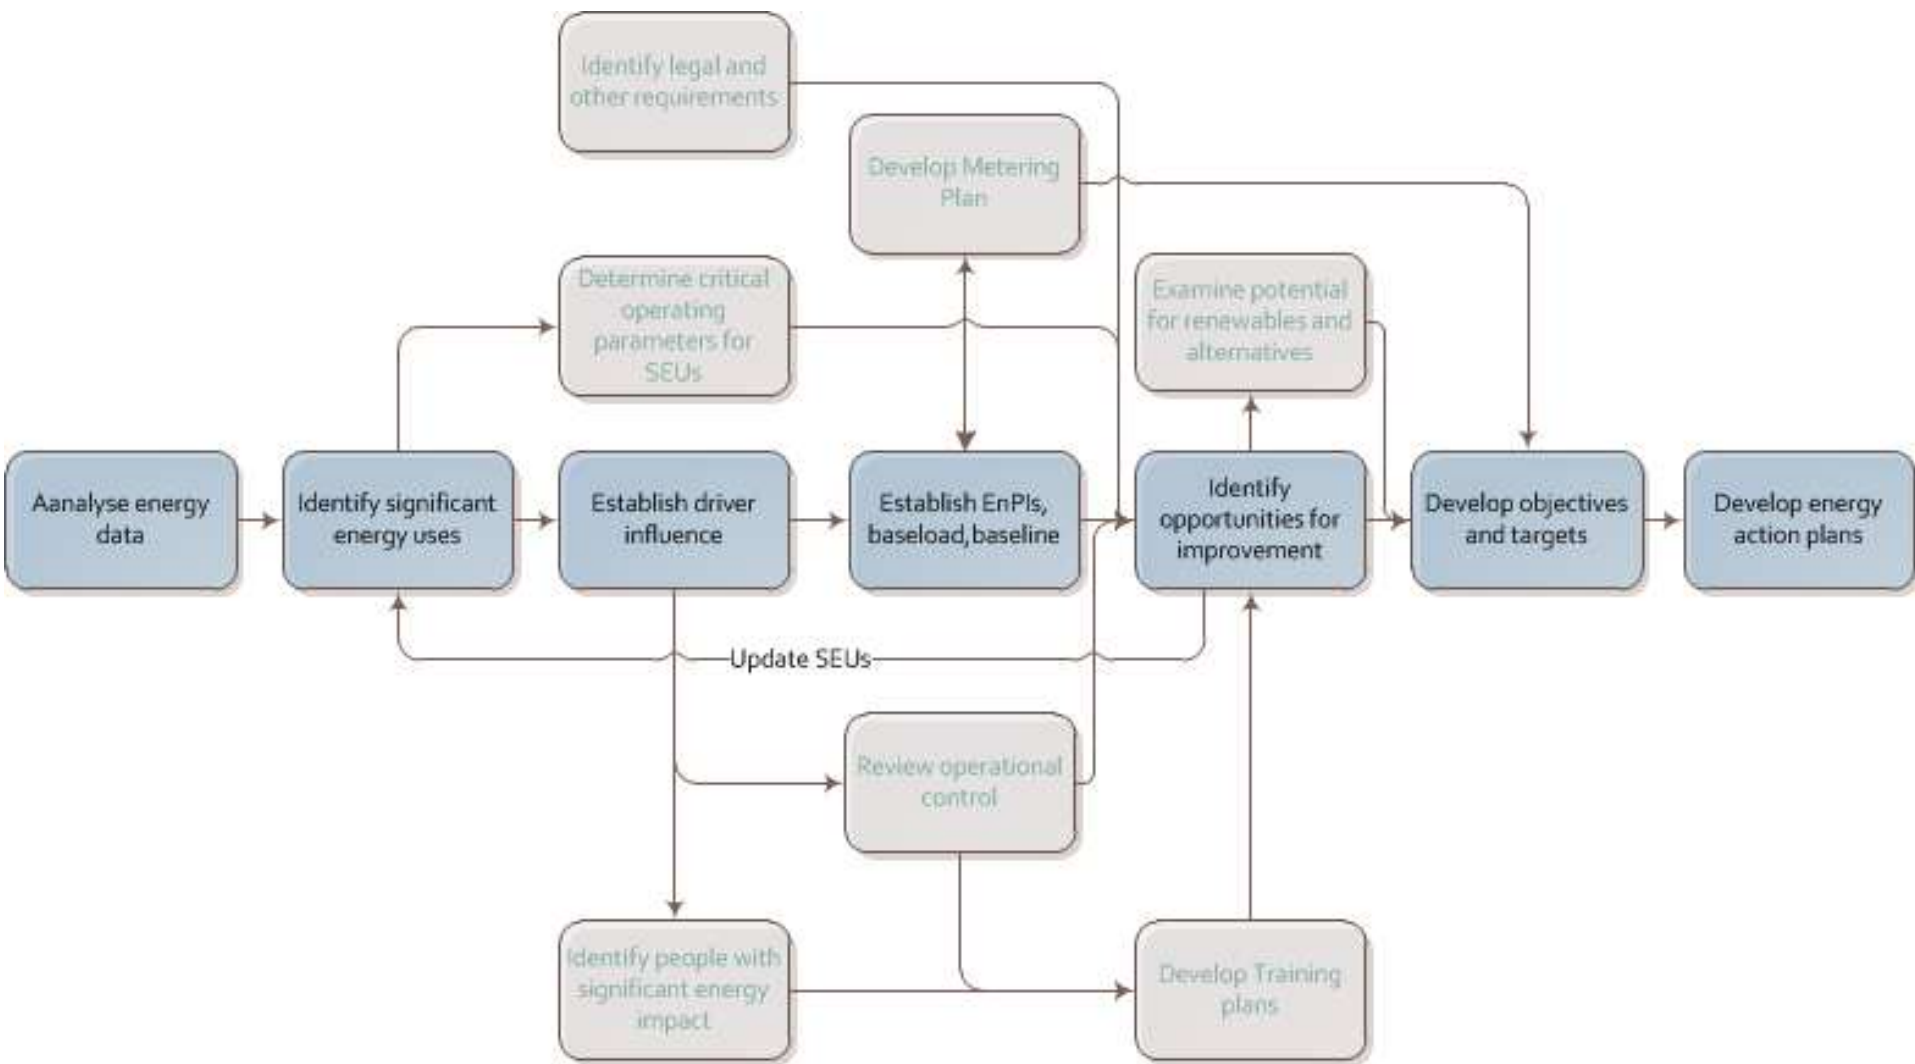 Identify legal and
other requirements
Develop Metering
Plan
Determine critical
operating
parameters for
SEUs
Examine potential
for renewables and
alternatives
Aanalyse energy
data
Identify significant
energy uses
Establish driver
influence
Establish EnPIs,
baseload, baseline
Identify
opportunities for
improvement
Develop objectives
and targets
Develop energy
action plans
Update SEUs
Review operational
control
Identify people with
significant energy
impact
Develop Training
plans